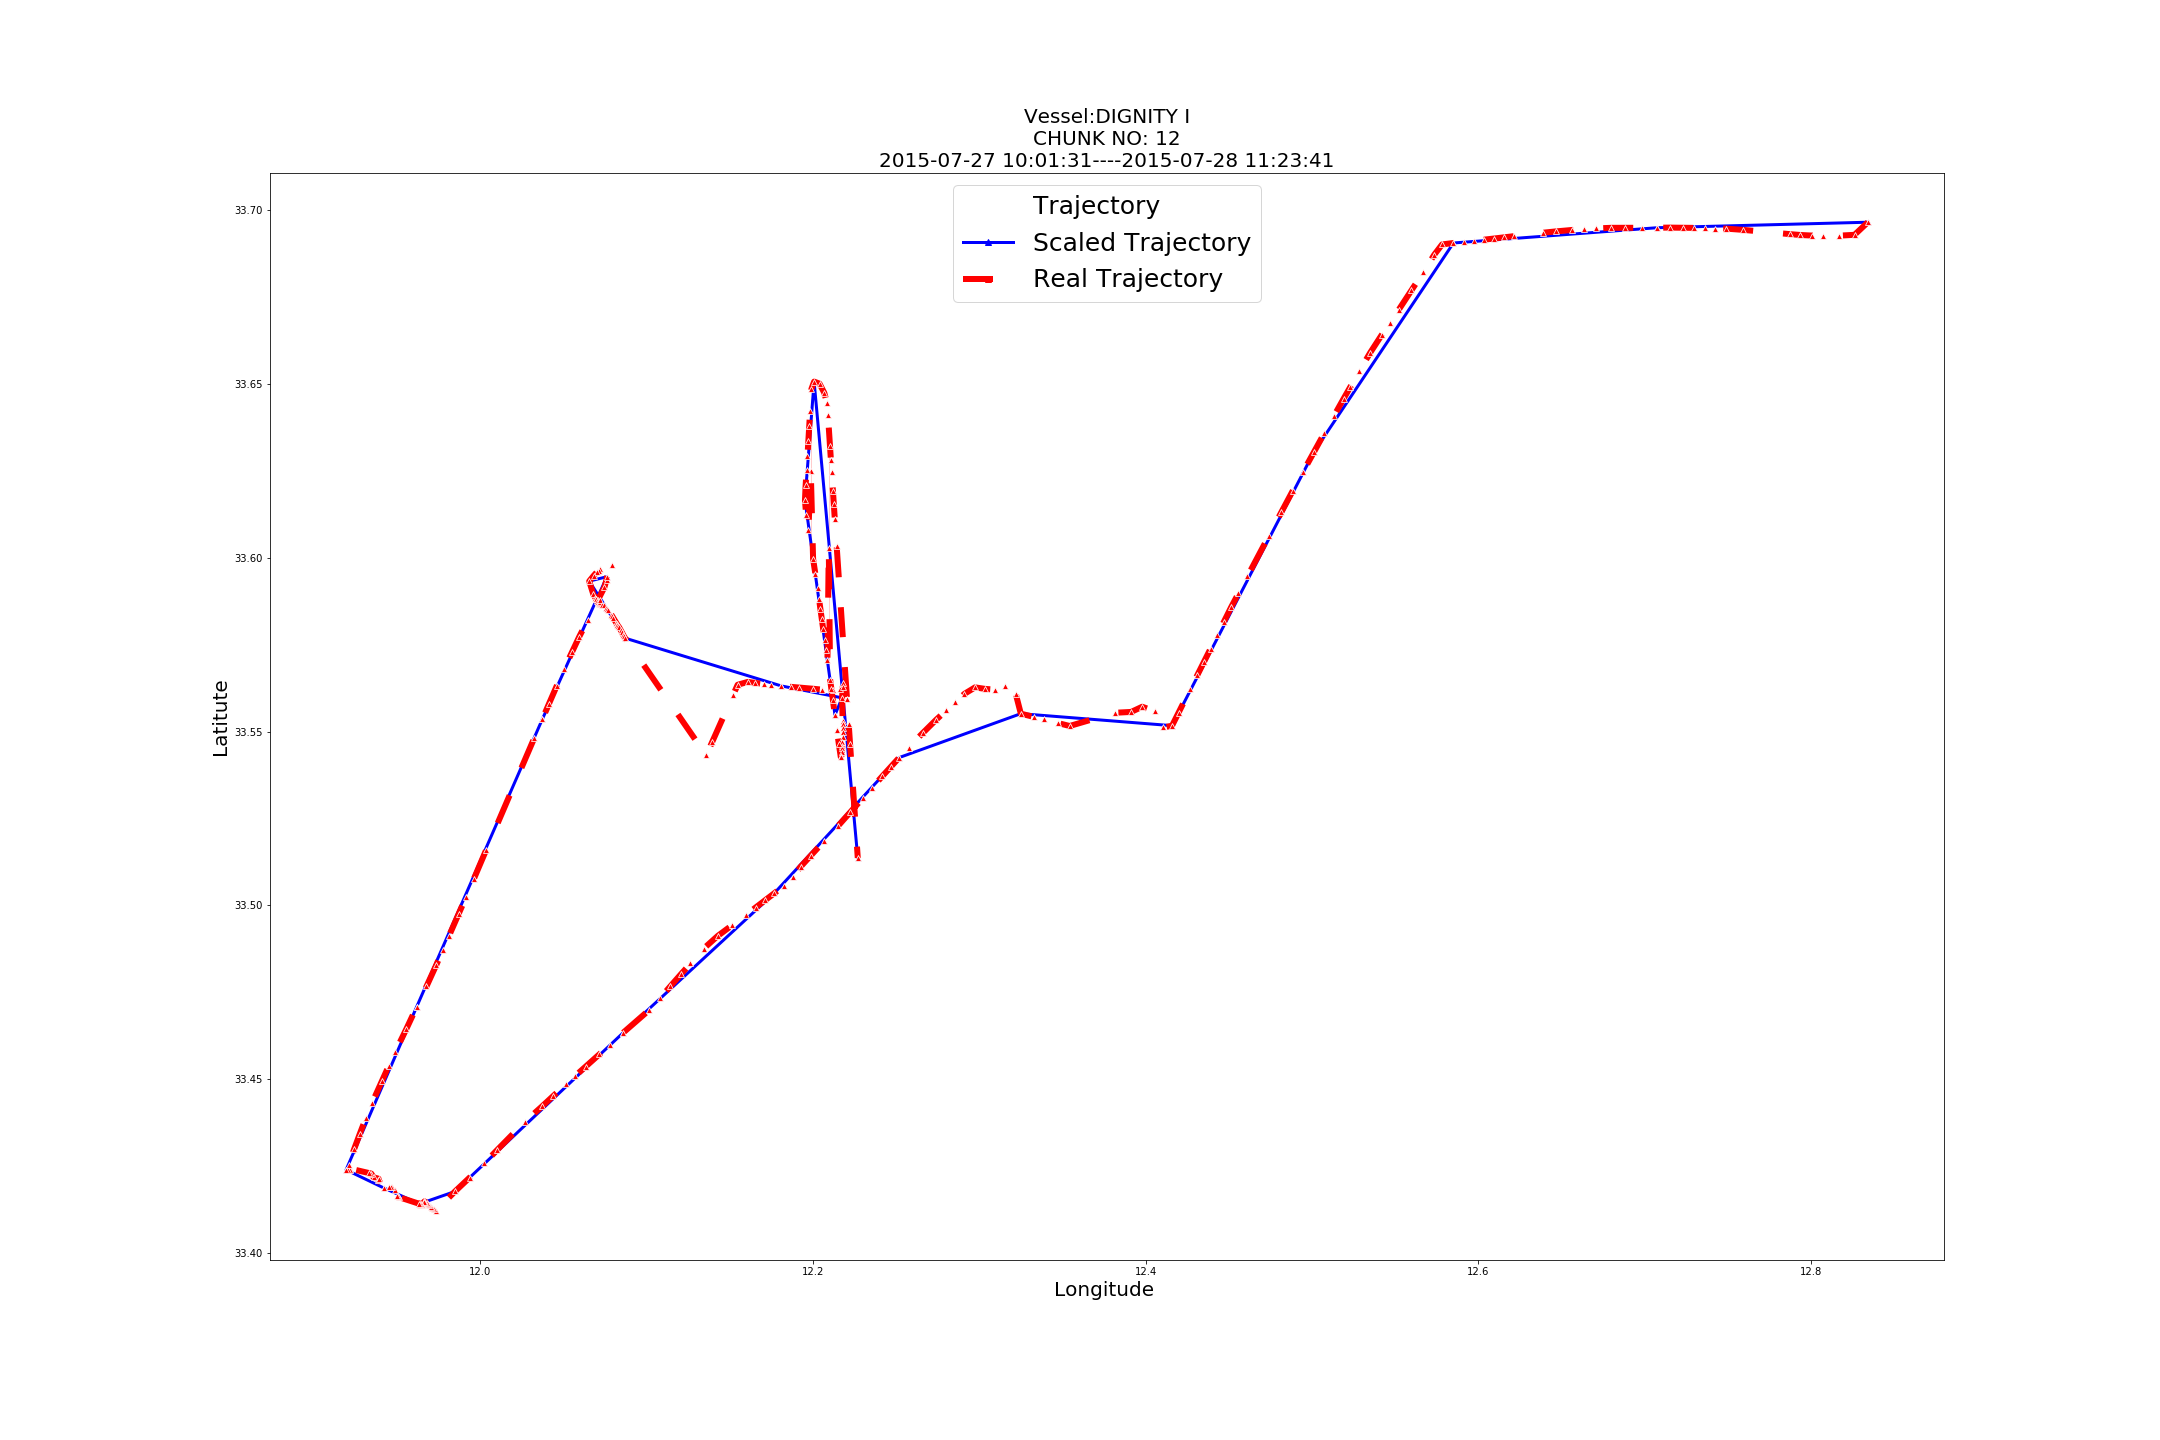 Vessel:DIGNITY I
CHUNK NO: 12
2015-07-27 10:01:31----2015-07-28 11:23:41
Trajectory
Scaled Trajectory
Real Trajectory
33.70
33.65
33.60
33.55
33.50
33.45
33.40
Latitute
12.0
12.2
12.4
12.6
12.8
Longitude